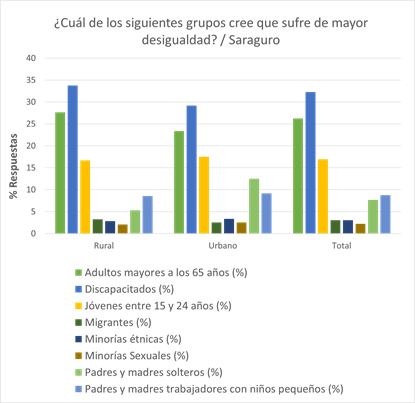 ¿Cuál de los siguientes grupos cree que sufre de mayor
desigualdad? / Saraguro
% Respuestas
40
35
30
25
20
15
10
5
0
Rural
Urbano
Total
Adultos mayores a los 65 años (%)
Discapacitados (%)
Jóvenes entre 15 y 24 años (%)
Migrantes (%)
Minorías étnicas (%)
Minorías Sexuales (%)
Padres y madres solteros (%)
Padres y madres trabajadores con niños pequeños (%)